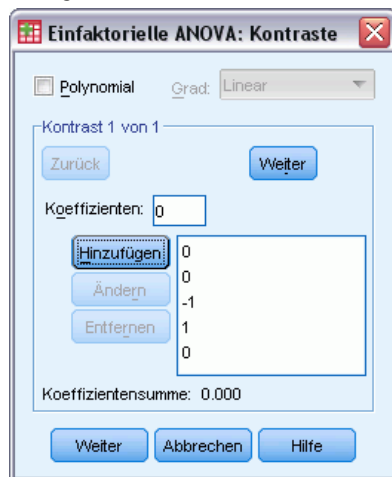 Einfaktorielle ANOVA: Kontraste
Polynomial Grad: Linear
Kontrast 1 von 1
Zurück Weiter
Koeffizienten: 0
Hinzufügen
Ändern
Entfernen
0
0
-1
1
0
Koeffizientensumme: 0.000
Weiter Abbrechen Hilfe